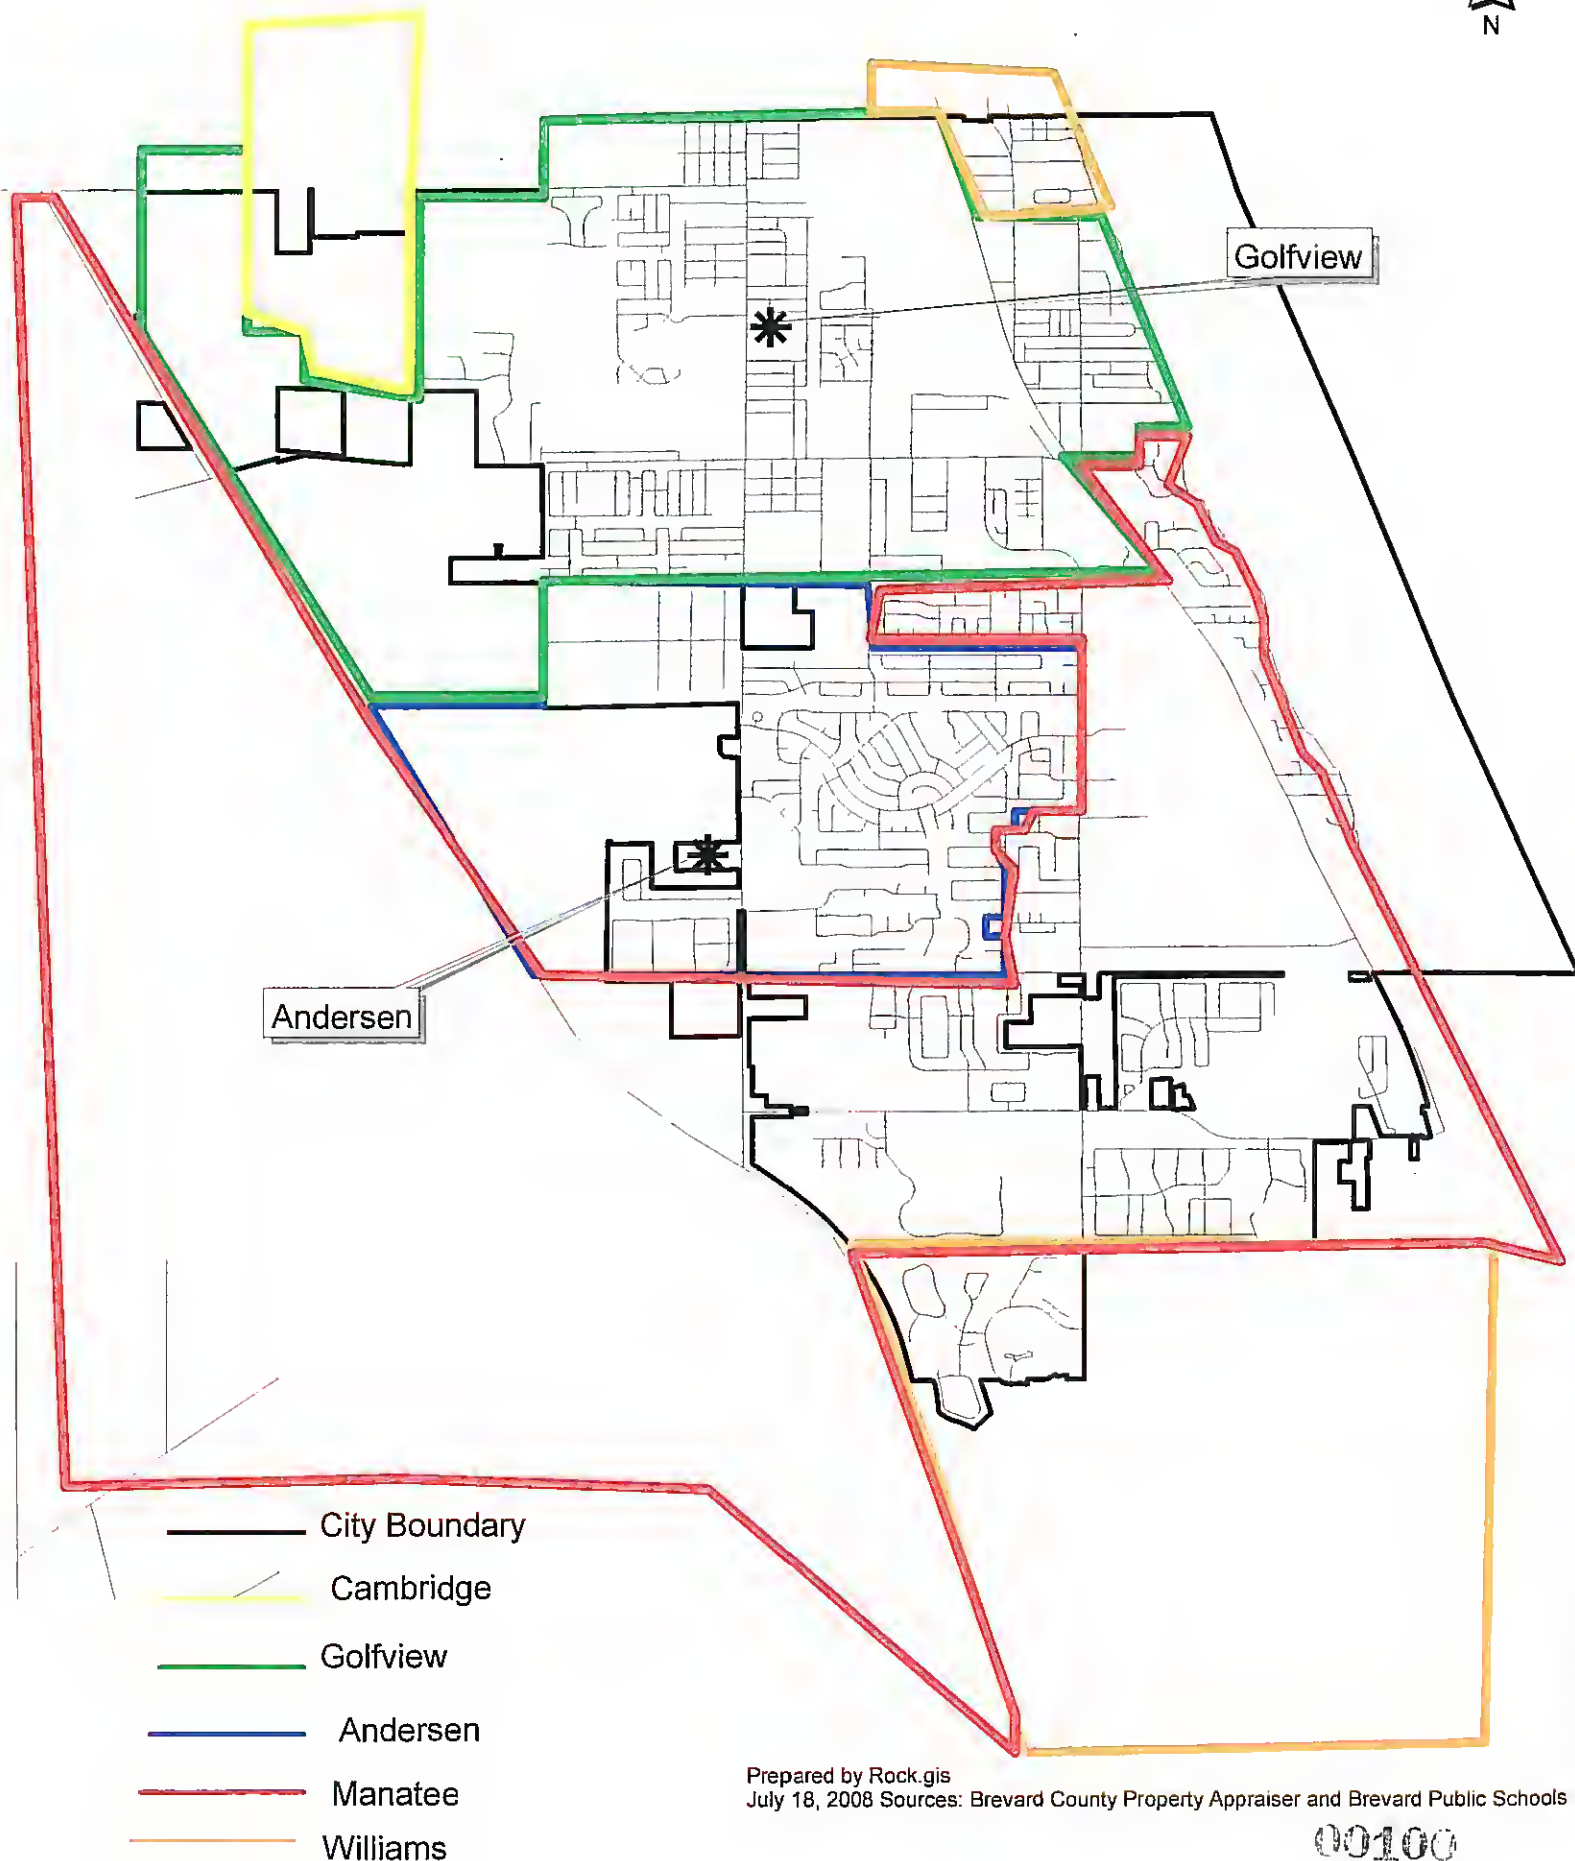 N
Golfview
Andersen
City Boundary
Cambridge
Golfview
Andersen
Manatee
Williams
Prepared by Rock.gis
July 18, 2008 Sources: Brevard County Property Appraiser and Brevard Public Schools
00100